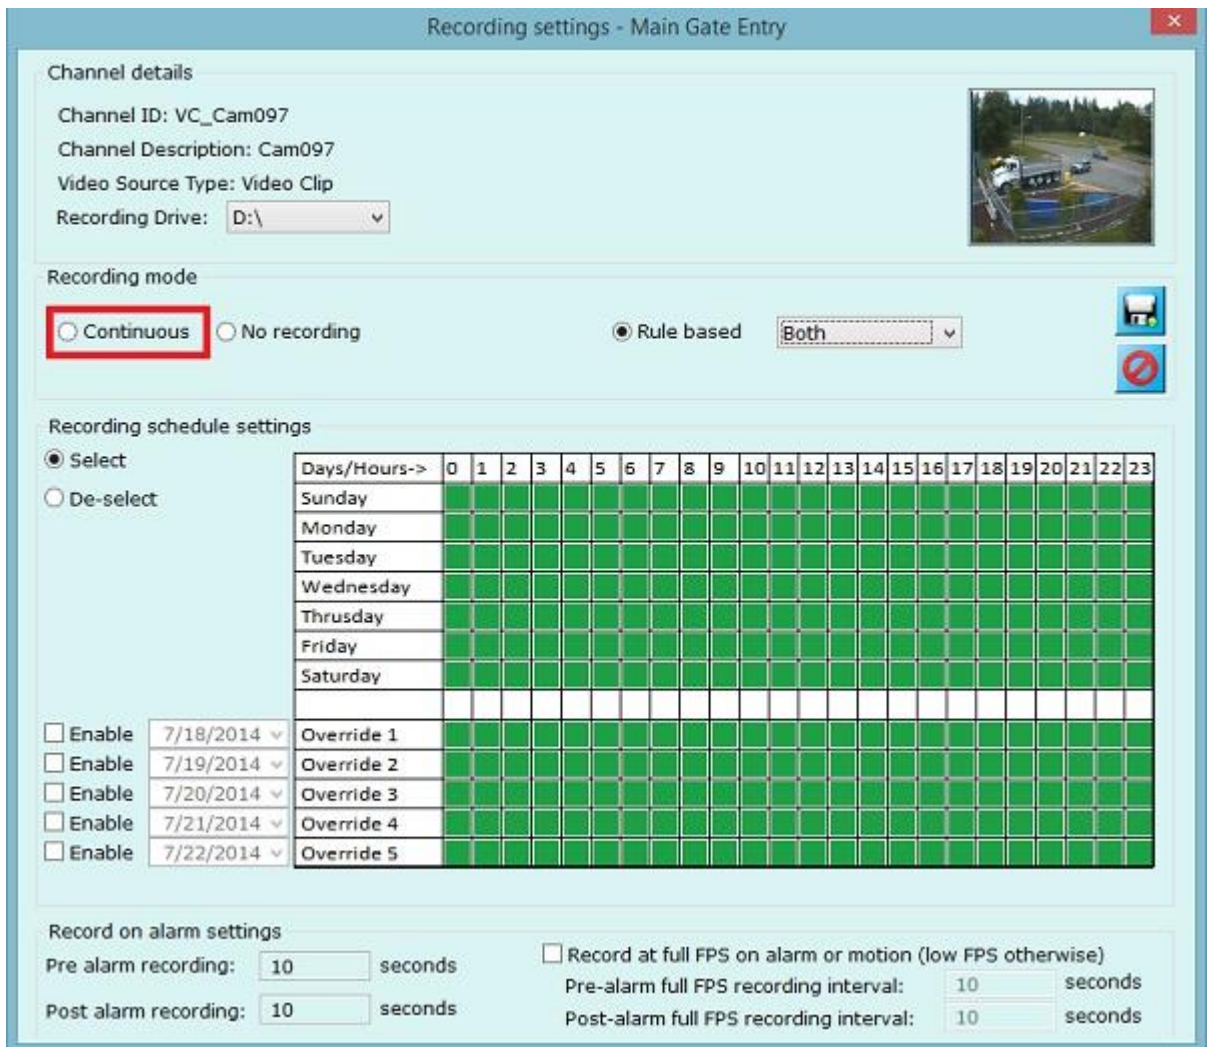 Recording settings - Main Gate Entry
Channel details
Channel ID: VC_Cam097
Channel Description: Cam097
Video Source Type: Video Clip
Recording Drive: D:\
Recording mode
Continuous No recording Rule based Both
Recording schedule settings
Select
De-select
Days/Hours-> 0 1 2 3 4 5 6 7 8 9 10 11 12 13 14 15 16 17 18 19 20 21 22 23
Sunday
Monday
Tuesday
Wednesday
Thrusday
Friday
Saturday
Enable 7/18/2014 Override 1
Enable 7/19/2014 Override 2
Enable 7/20/2014 Override 3
Enable 7/21/2014 Override 4
Enable 7/22/2014 Override 5
Record on alarm settings
Pre alarm recording: 10 seconds
Post alarm recording: 10 seconds
Record at full FPS on alarm or motion (low FPS otherwise)
Pre-alarm full FPS recording interval: 10 seconds
Post-alarm full FPS recording interval: 10 seconds